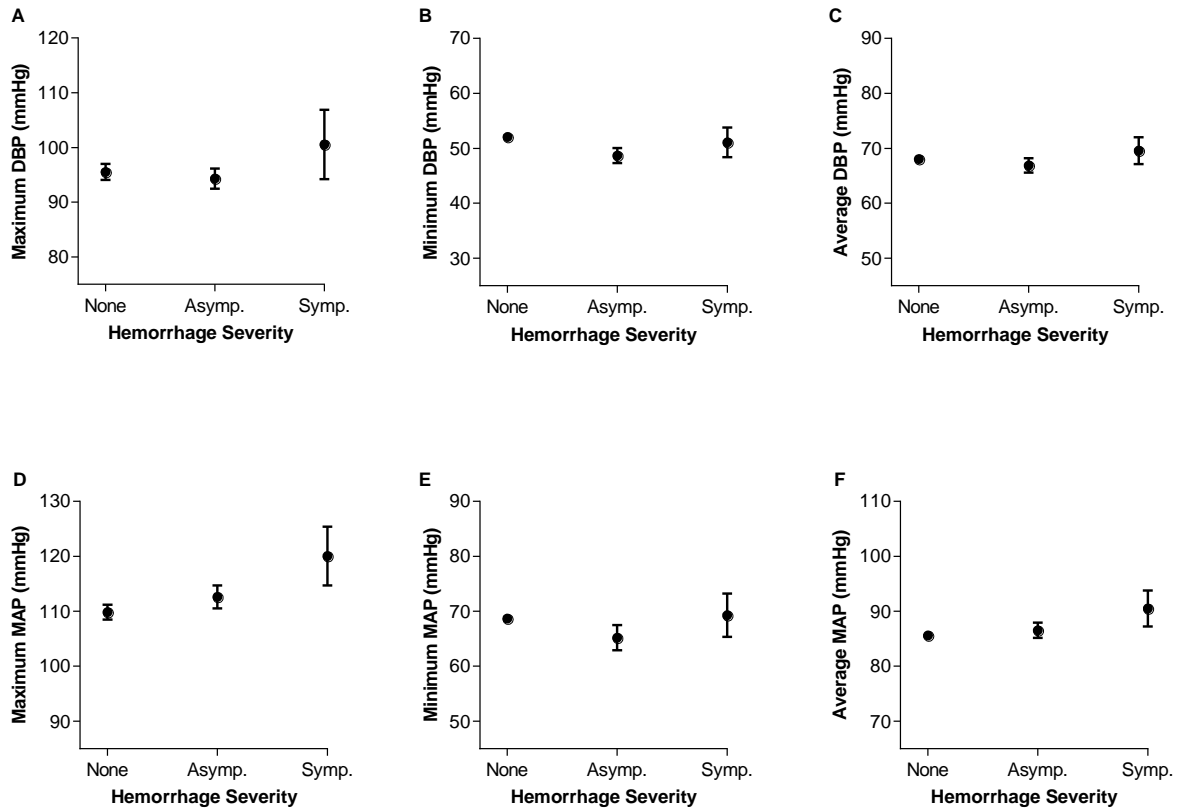 A
Maximum DBP (mmHg)
120
110
100
90
80
None Asymp. Symp.
Hemorrhage Severity
B
Minimum DBP (mmHg)
70
60
50
40
30
None Asymp. Symp.
Hemorrhage Severity
C
Average DBP (mmHg)
90
80
70
60
50
None Asymp. Symp.
Hemorrhage Severity
D
Maximum MAP (mmHg)
130
120
110
100
90
None Asymp. Symp.
Hemorrhage Severity
E
Minimum MAP (mmHg)
90
80
70
60
50
None Asymp. Symp.
Hemorrhage Severity
F
Average MAP (mmHg)
110
100
90
80
70
None Asymp. Symp.
Hemorrhage Severity